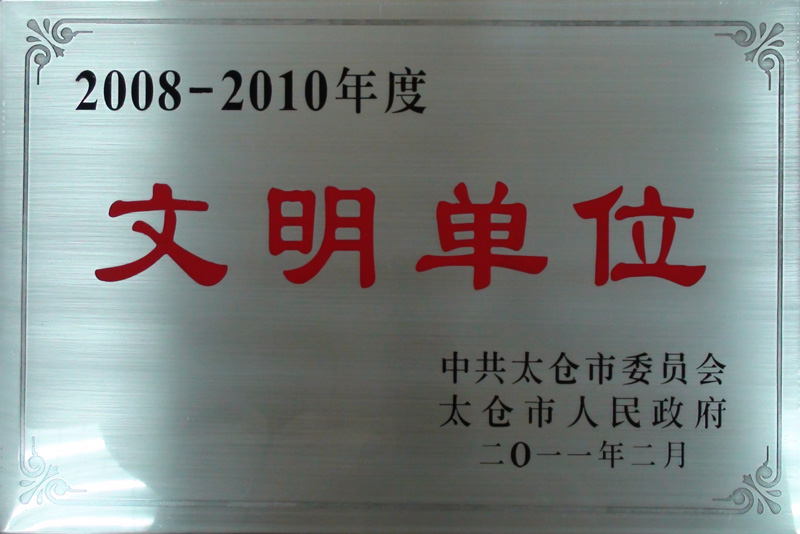 2008-2010年度
文明单位
中共太仓市委员会
太仓市人民政府
二O一一年二月